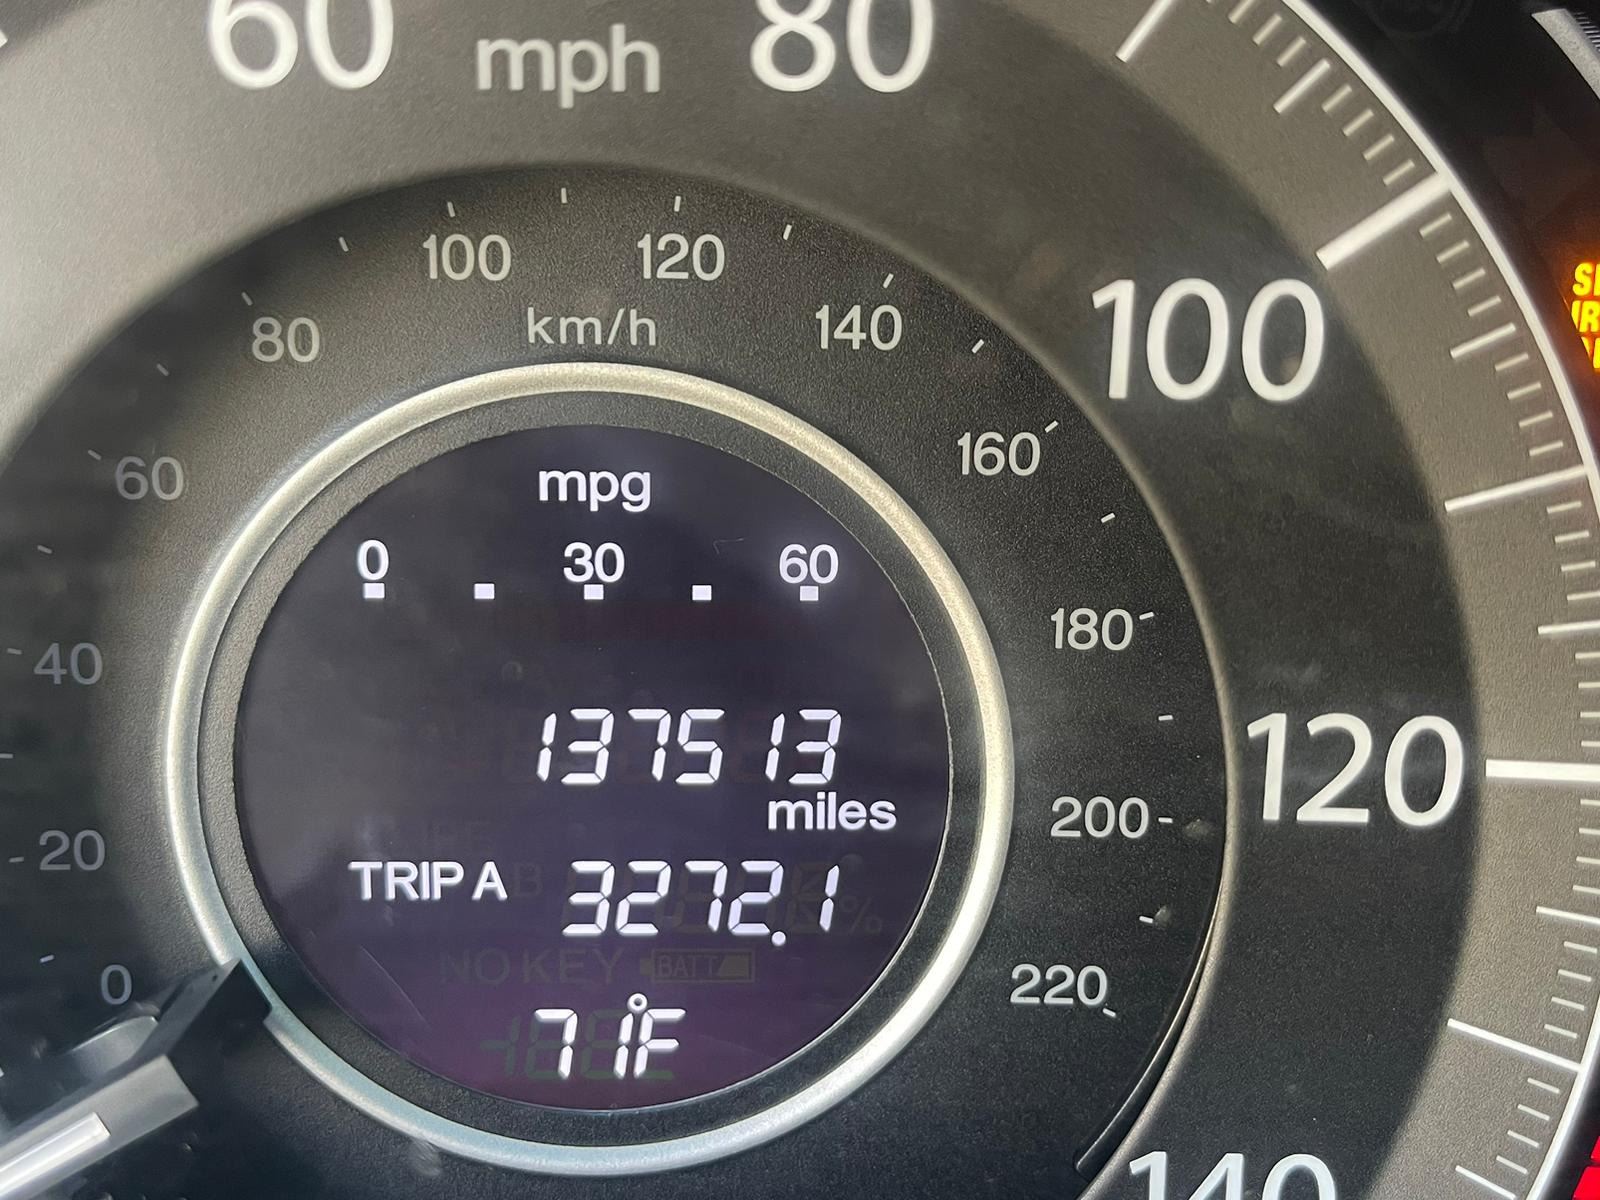 60 mph 80
100 120
80 km/h 140 100
60 160
mpg
0 30 60
40 180
137513
miles
120
20 200
TRIP A 3272.1
NO KEY BATT
0 220
71°F
140